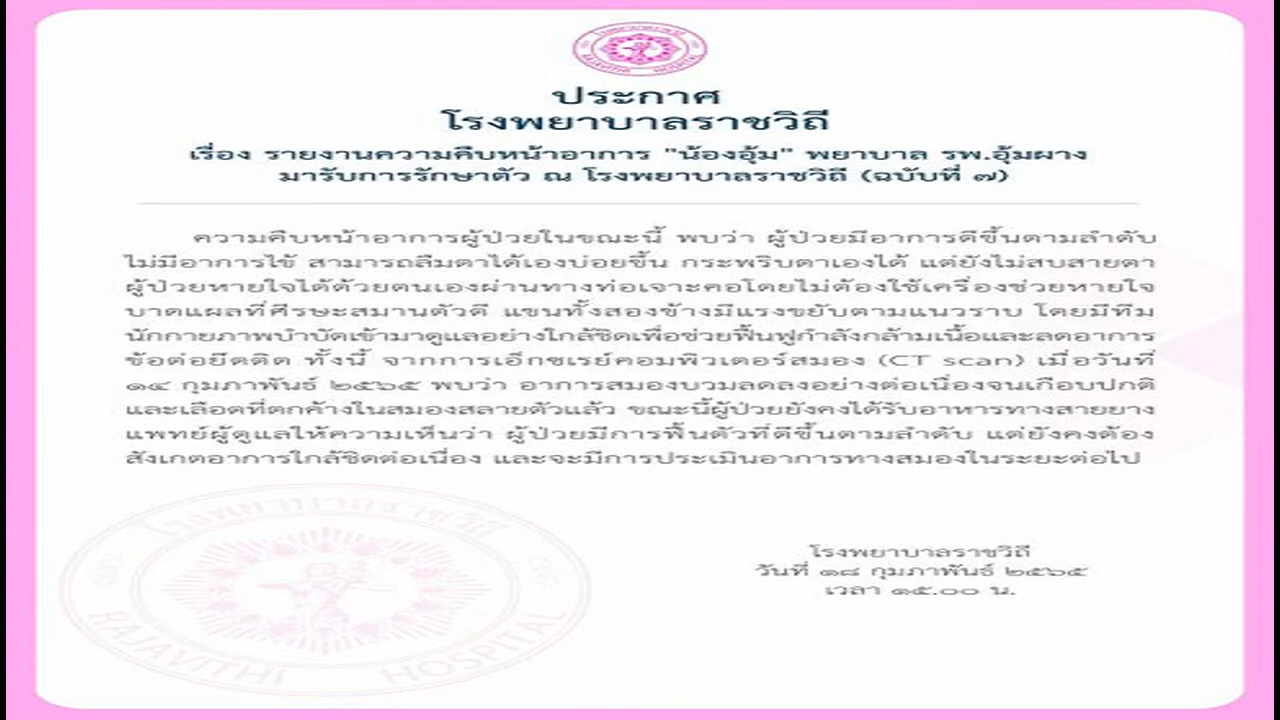 โรงพยาบาลราชวิถี
RAJAVITHI HOSPITAL
ประกาศ
โรงพยาบาลราชวิถี
เรื่อง รายงานความคืบหน้าอาการ "น้องอุ้ม" พยาบาล รพ.อุ้มผาง
มารับการรักษาตัว ณ โรงพยาบาลราชวิถี (ฉบับที่ ๗)
ความคืบหน้าอาการผู้ป่วยในขณะนี้ พบว่า ผู้ป่วยมีอาการดีขึ้นตามลำดับ
ไม่มีอาการไข้ สามารถลืมตาได้เองบ่อยขึ้น กระพริบตาเองได้ แต่ยังไม่สบสายตา
ผู้ป่วยหายใจได้ด้วยตนเองผ่านทางท่อเจาะคอโดยไม่ต้องใช้เครื่องช่วยหายใจ
บาดแผลที่ศีรษะสมานตัวดี แขนทั้งสองข้างมีแรงขยับตามแนวราบ โดยมีทีม
นักกายภาพบำบัดเข้ามาดูแลอย่างใกล้ชิดเพื่อช่วยฟื้นฟูกำลังกล้ามเนื้อและลดอาการ
ข้อต่อยึดติด ทั้งนี้ จากการเอ็กซเรย์คอมพิวเตอร์สมอง (CT scan) เมื่อวันที่
๑๔ กุมภาพันธ์ ๒๕๖๕ พบว่า อาการสมองบวมลดลงอย่างต่อเนื่องจนเกือบปกติ
และเลือดที่ตกค้างในสมองสลายตัวแล้ว ขณะนี้ผู้ป่วยยังคงได้รับอาหารทางสายยาง
แพทย์ผู้ดูแลให้ความเห็นว่า ผู้ป่วยมีการฟื้นตัวที่ดีขึ้นตามลำดับ แต่ยังคงต้อง
สังเกตอาการใกล้ชิดต่อเนื่อง และจะมีการประเมินอาการทางสมองในระยะต่อไป
โรงพยาบาลราชวิถี
วันที่ ๑๘ กุมภาพันธ์ ๒๕๖๕
เวลา ๑๕.๐๐ น.
โรงพยาบาลราชวิถี
RAJAVITHI HOSPITAL